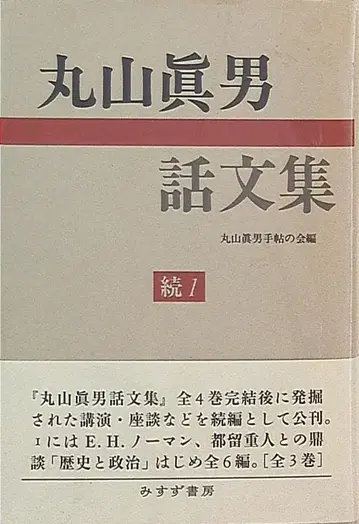 丸山眞男
話文集
丸山眞男手帖の会編
続1
『丸山眞男話文集』全4巻完結後に発掘
された講演・座談などを続編として公刊。
1にはE.H.ノーマン、都留重人との鼎
談「歴史と政治」はじめ全6編。[全3巻]
みすず書房